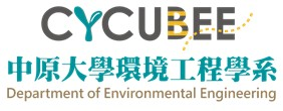 CYCUBEE
中原大學環境工程學系
Department of Environmental Engineering